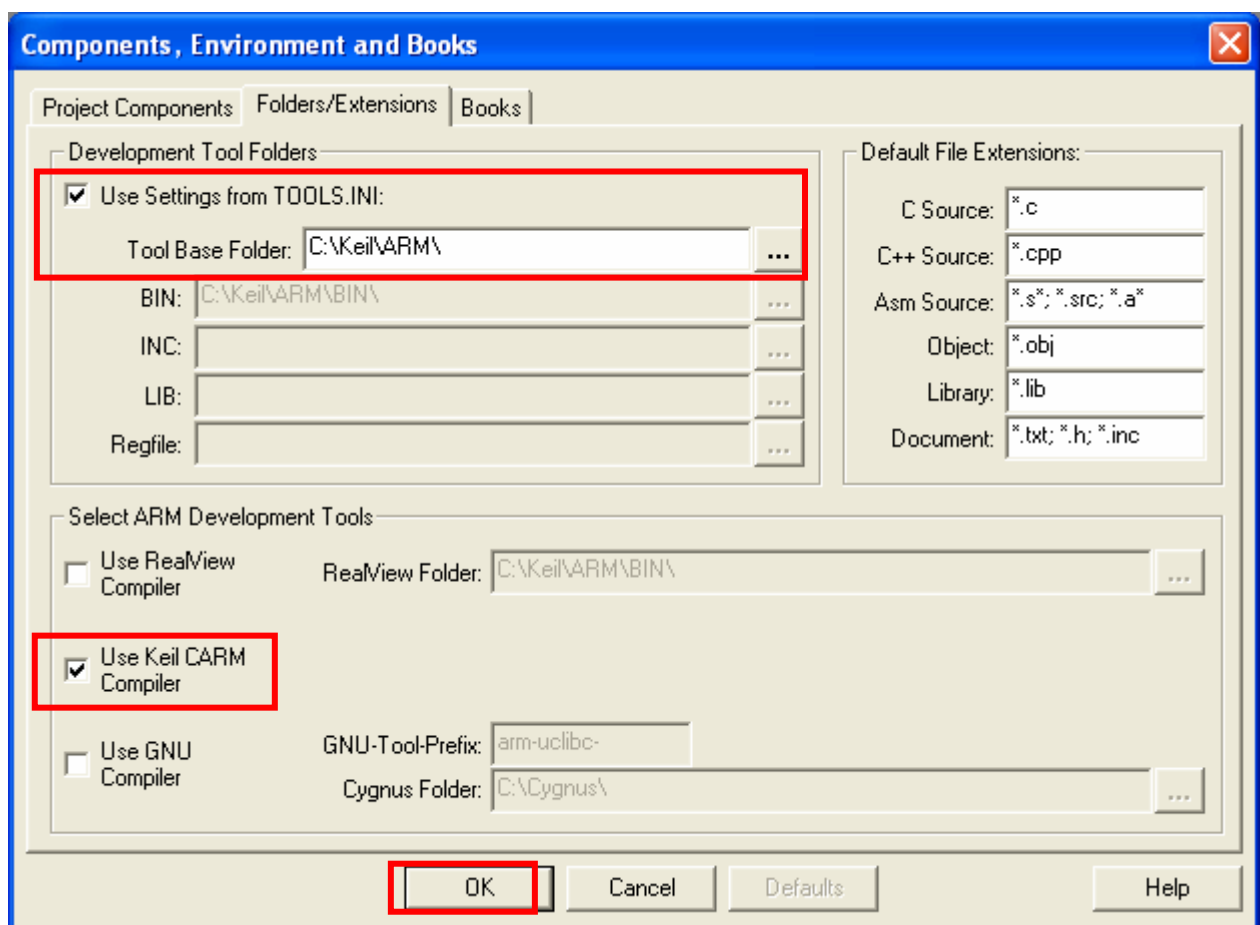 Components, Environment and Books
Project Components
Folders/Extensions
Books
Development Tool Folders
Use Settings from TOOLS.INI:
Tool Base Folder: C:\Keil\ARM\ ...
BIN: C:\Keil\ARM\BIN\ ...
INC: ...
LIB: ...
Regfile: ...
Default File Extensions:
C Source: *.c
C++ Source: *.cpp
Asm Source: *.s*; *.src; *.a*
Object: *.obj
Library: *.lib
Document: *.txt; *.h; *.inc
Select ARM Development Tools
Use RealView
Compiler
RealView Folder: C:\Keil\ARM\BIN\ ...
Use Keil CARM
Compiler
Use GNU
Compiler
GNU-Tool-Prefix: arm-uclibc-
Cygnus Folder: C:\Cygnus\ ...
OK
Cancel
Defaults
Help